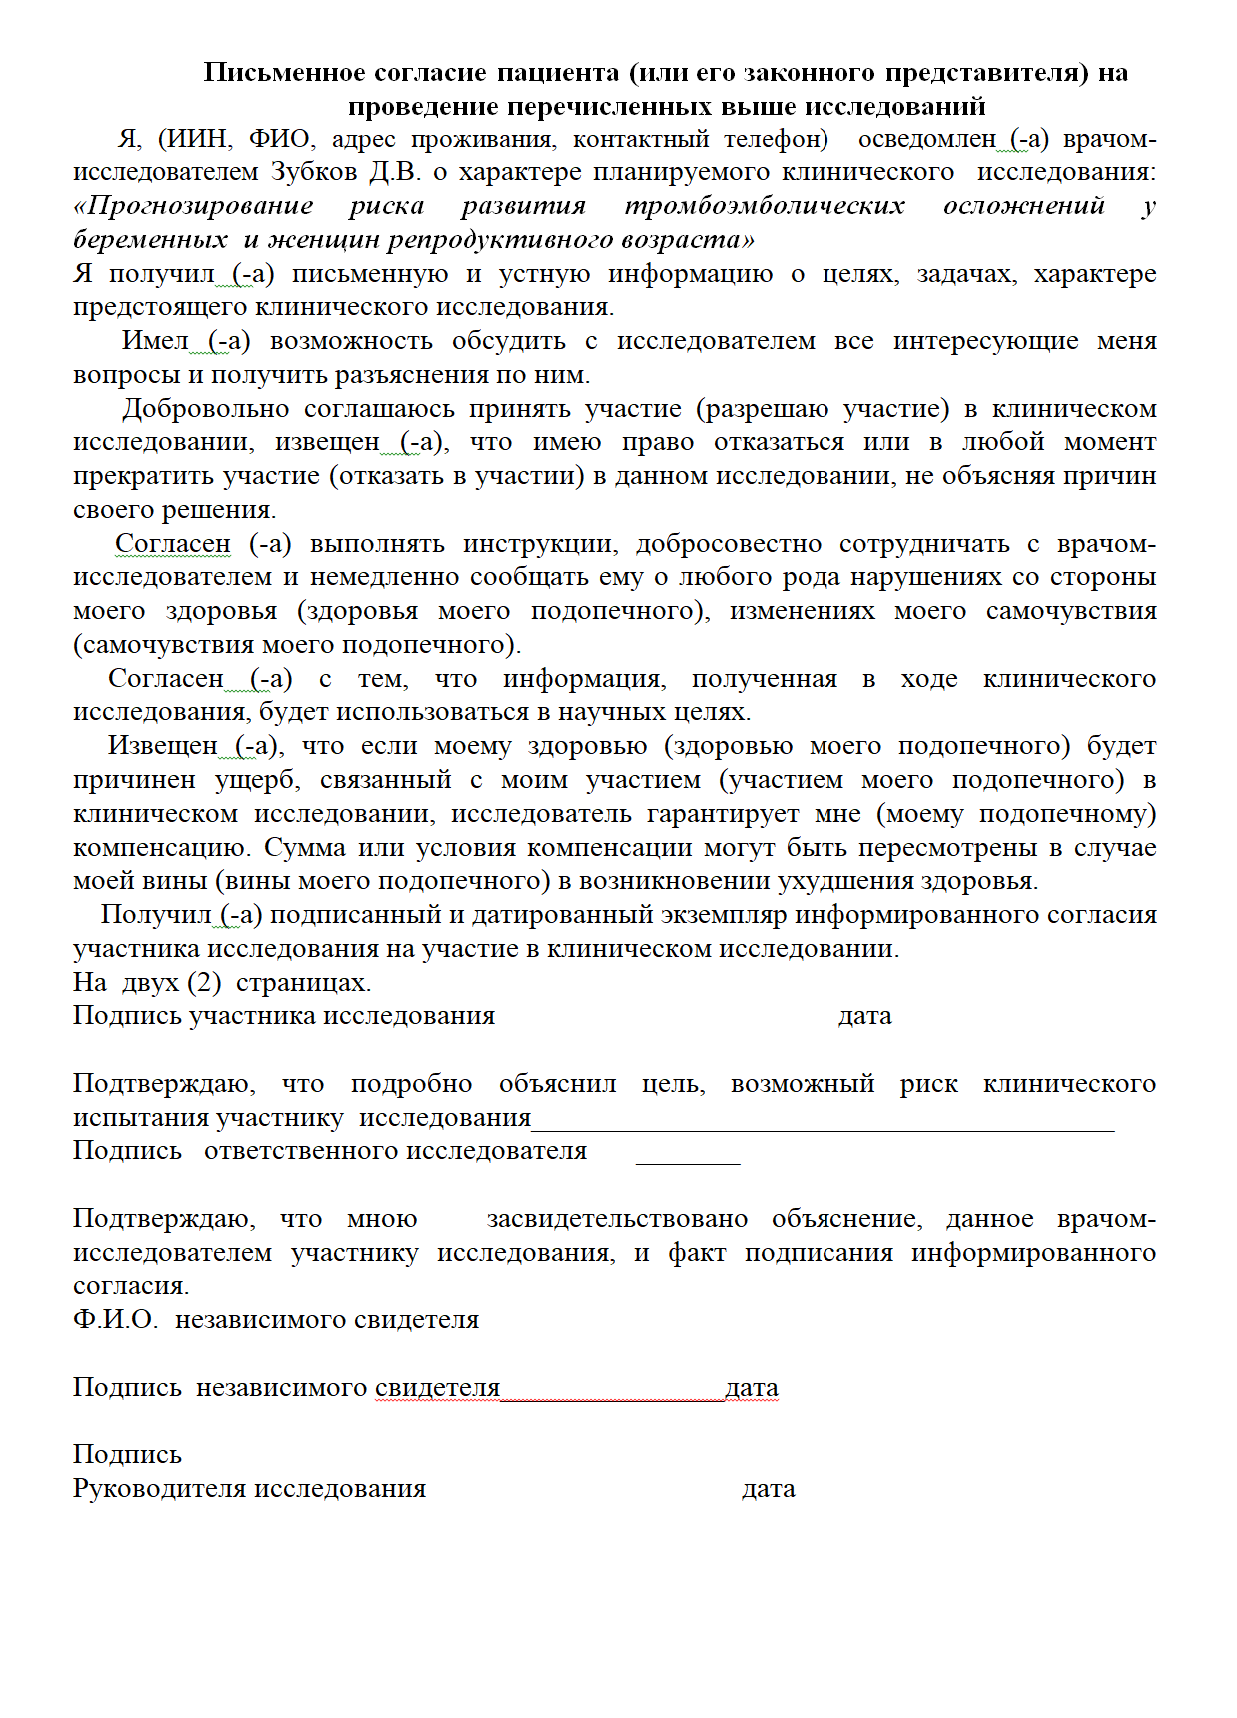 Письменное согласие пациента (или его законного представителя) на
проведение перечисленных выше исследований
Я, (ИИН, ФИО, адрес проживания, контактный телефон) осведомлен (-а) врачом-
исследователем Зубков Д.В. о характере планируемого клинического исследования:
«Прогнозирование риска развития тромбоэмболических осложнений у
беременных и женщин репродуктивного возраста»
Я получил (-а) письменную и устную информацию о целях, задачах, характере
предстоящего клинического исследования.
Имел (-а) возможность обсудить с исследователем все интересующие меня
вопросы и получить разъяснения по ним.
Добровольно соглашаюсь принять участие (разрешаю участие) в клиническом
исследовании, извещен (-а), что имею право отказаться или в любой момент
прекратить участие (отказать в участии) в данном исследовании, не объясняя причин
своего решения.
Согласен (-а) выполнять инструкции, добросовестно сотрудничать с врачом-
исследователем и немедленно сообщать ему о любого рода нарушениях со стороны
моего здоровья (здоровья моего подопечного), изменениях моего самочувствия
(самочувствия моего подопечного).
Согласен (-а) с тем, что информация, полученная в ходе клинического
исследования, будет использоваться в научных целях.
Извещен (-а), что если моему здоровью (здоровью моего подопечного) будет
причинен ущерб, связанный с моим участием (участием моего подопечного) в
клиническом исследовании, исследователь гарантирует мне (моему подопечному)
компенсацию. Сумма или условия компенсации могут быть пересмотрены в случае
моей вины (вины моего подопечного) в возникновении ухудшения здоровья.
Получил (-а) подписанный и датированный экземпляр информированного согласия
участника исследования на участие в клиническом исследовании.
На двух (2) страницах.
Подпись участника исследования дата
Подтверждаю, что подробно объяснил цель, возможный риск клинического
испытания участнику исследования________________________________________
Подпись ответственного исследователя _______
Подтверждаю, что мною засвидетельствовано объяснение, данное врачом-
исследователем участнику исследования, и факт подписания информированного
согласия.
Ф.И.О. независимого свидетеля
Подпись независимого свидетеля_______________дата
Подпись
Руководителя исследования дата